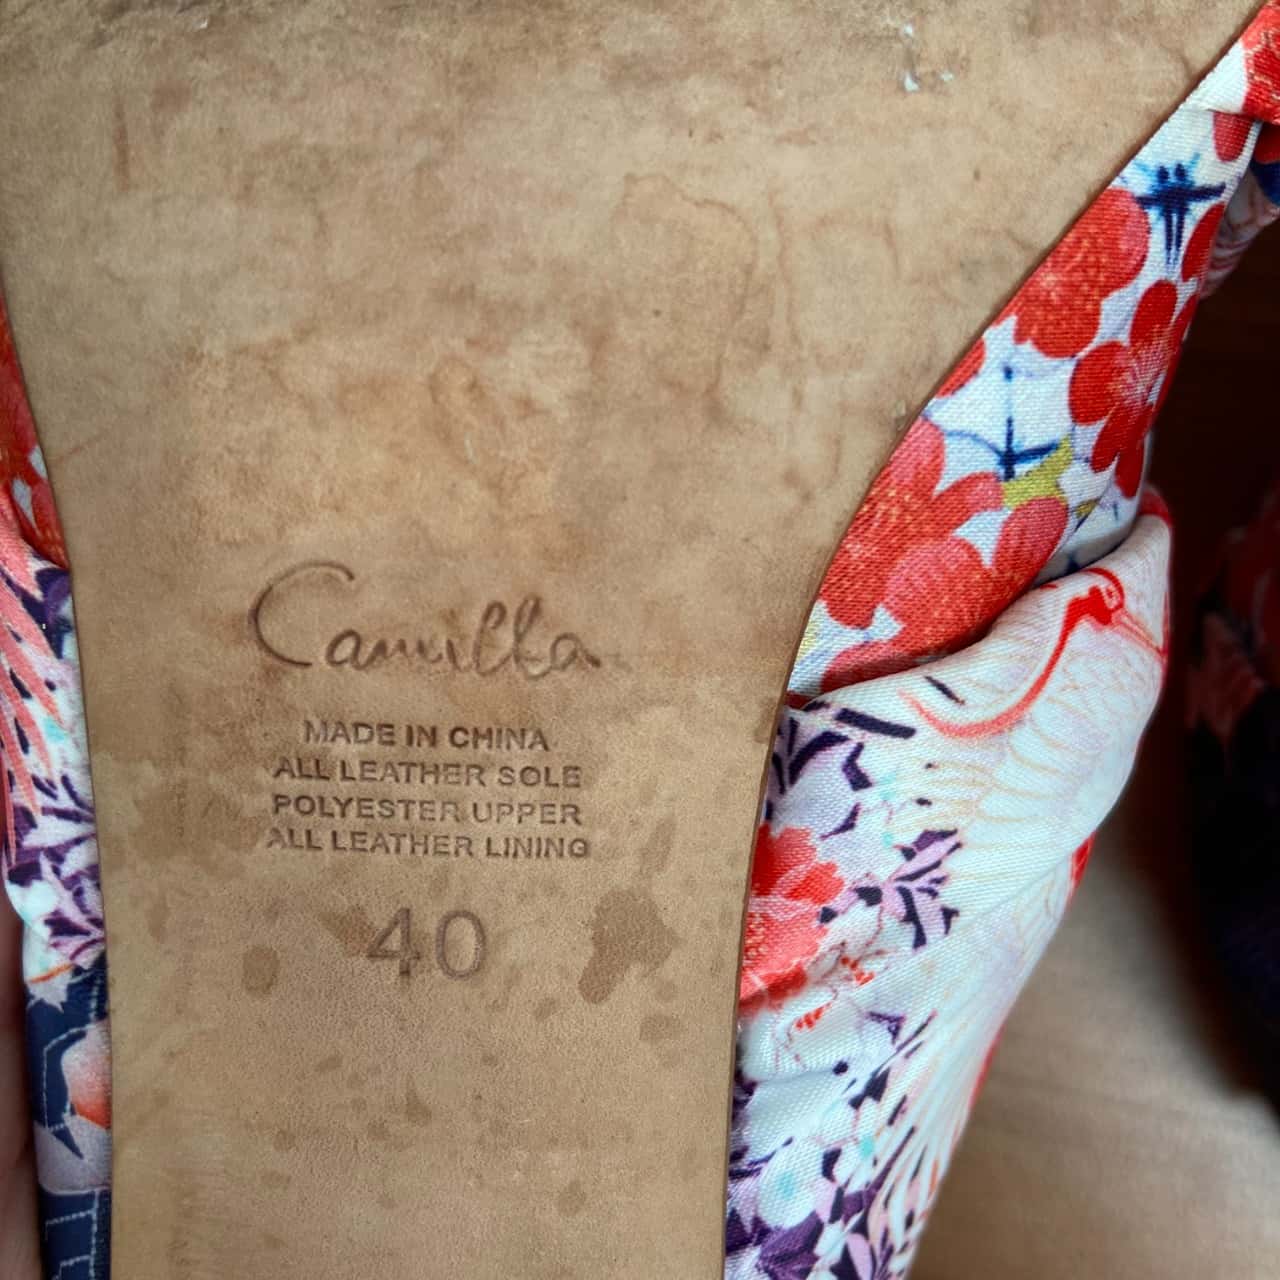 Camilla
MADE IN CHINA
ALL LEATHER SOLE
POLYESTER UPPER
ALL LEATHER LINING
40